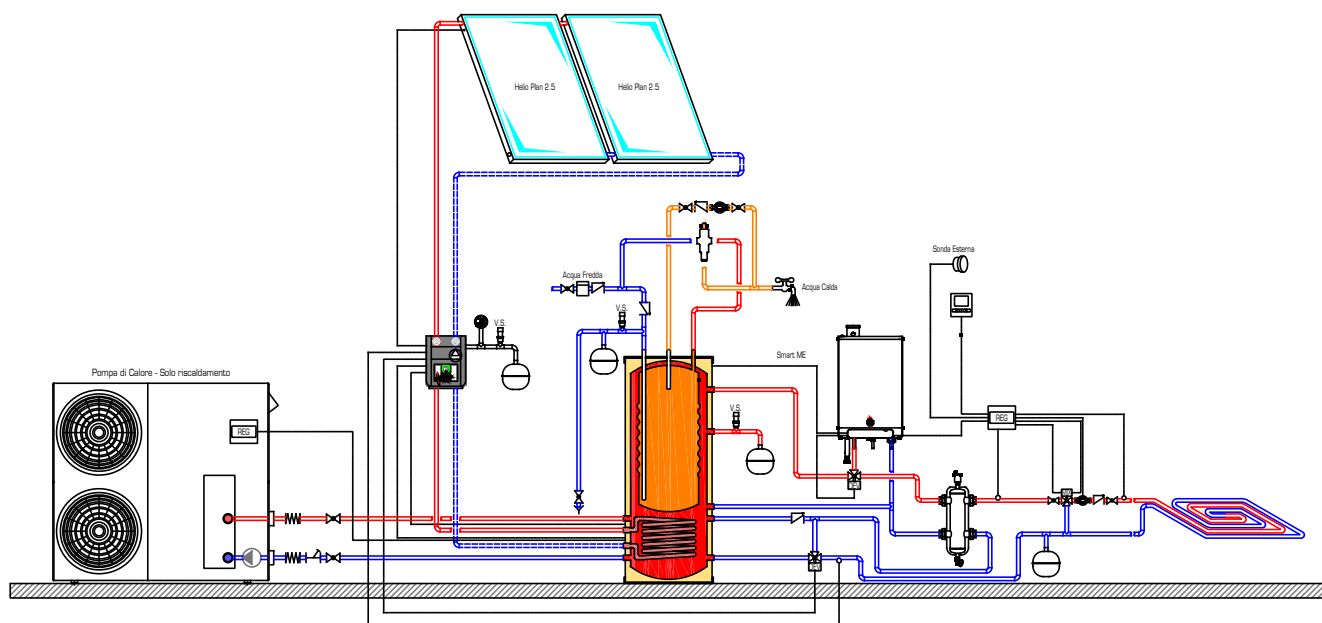 Helio Plan 2.5
Helio Plan 2.5
Sonda Esterna
Acqua Fredda
Acqua Calda
V.S.
V.S.
Smart ME
Pompa di Calore - Solo riscaldamento
V.S.
REG
REG